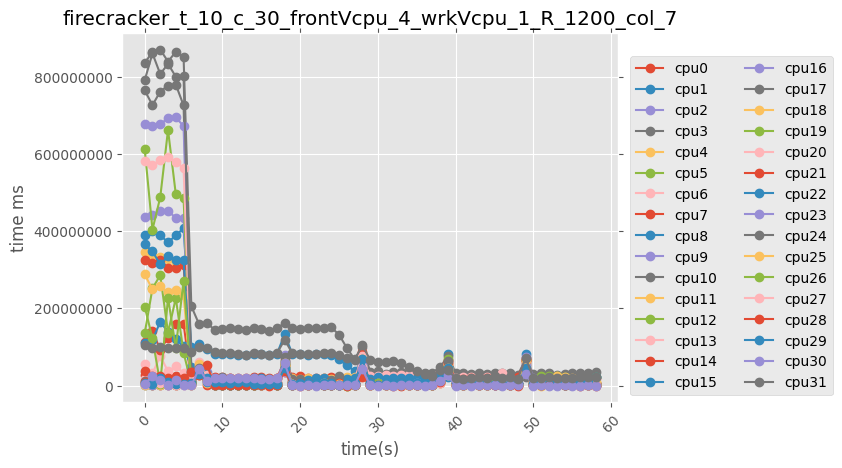 firecracker_t_10_c_30_frontVcpu_4_wrkVcpu_1_R_1200_col_7
time ms
800000000
600000000
400000000
200000000
0
0
10
20
30
40
50
60
time(s)
cpu0
cpu1
cpu2
cpu3
cpu4
cpu5
cpu6
cpu7
cpu8
cpu9
cpu10
cpu11
cpu12
cpu13
cpu14
cpu15
cpu16
cpu17
cpu18
cpu19
cpu20
cpu21
cpu22
cpu23
cpu24
cpu25
cpu26
cpu27
cpu28
cpu29
cpu30
cpu31